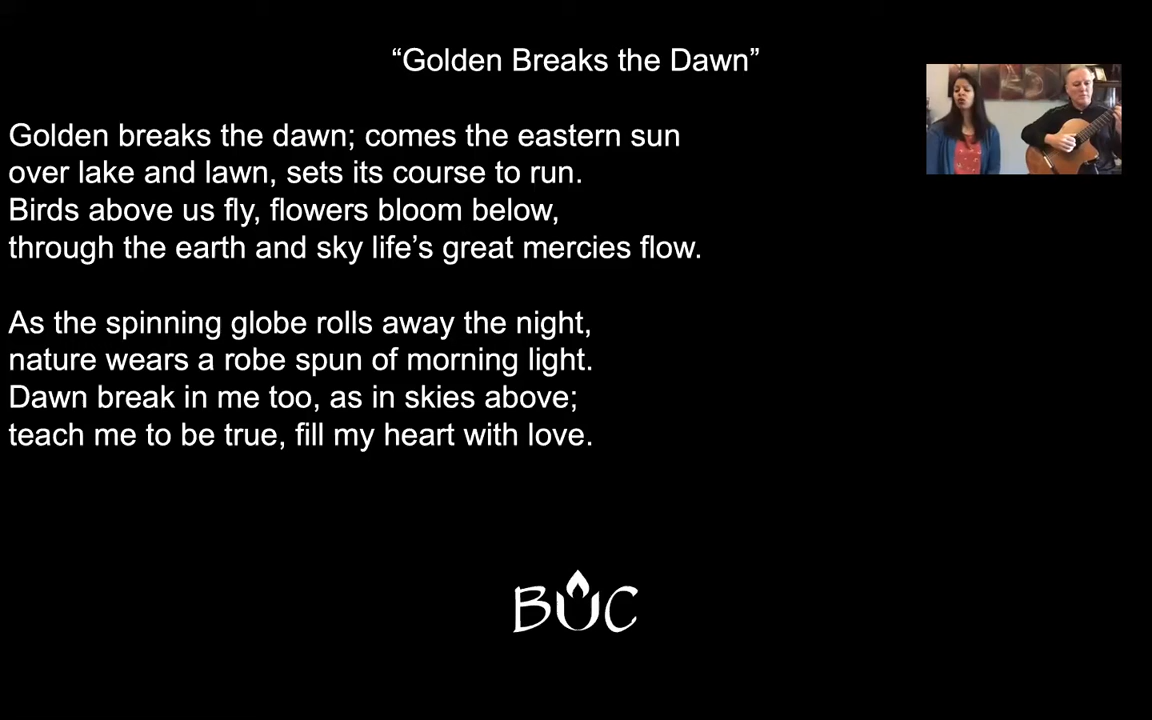 “Golden Breaks the Dawn”
Golden breaks the dawn; comes the eastern sun
over lake and lawn, sets its course to run.
Birds above us fly, flowers bloom below,
through the earth and sky life’s great mercies flow.
As the spinning globe rolls away the night,
nature wears a robe spun of morning light.
Dawn break in me too, as in skies above;
teach me to be true, fill my heart with love.
BUC